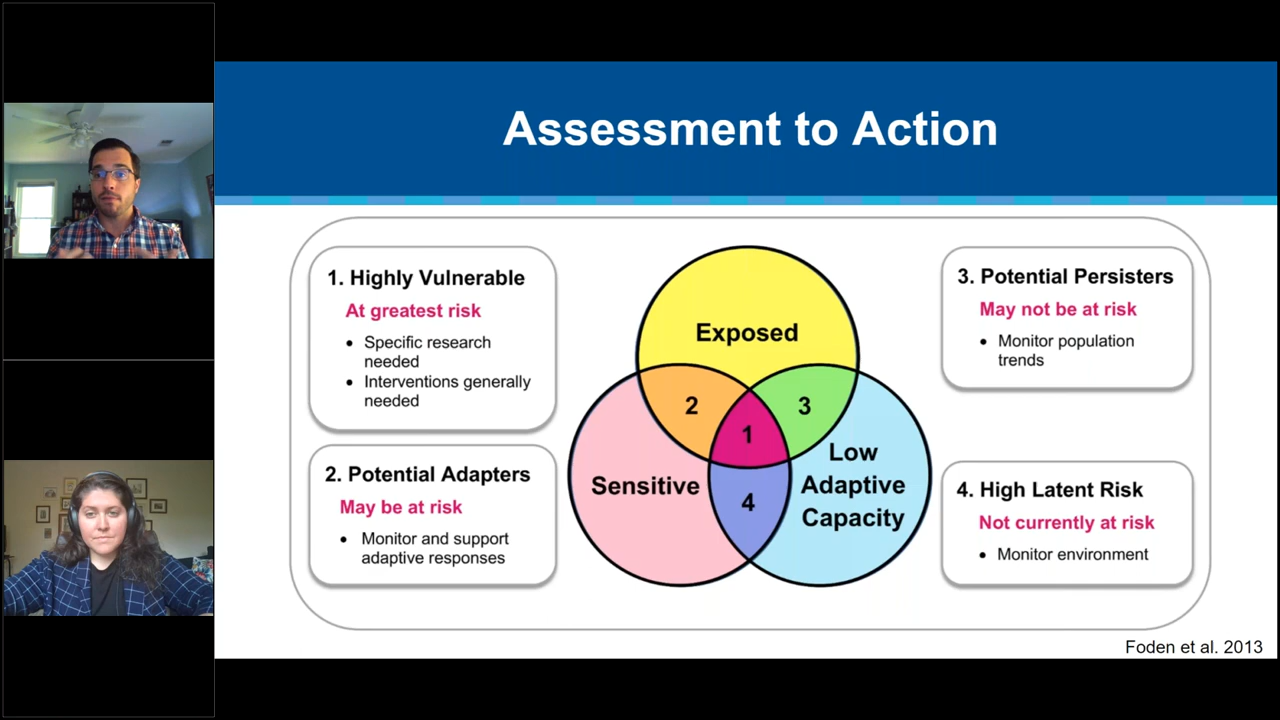 Assessment to Action
1. Highly Vulnerable
At greatest risk
• Specific research
needed
• Interventions generally
needed
2. Potential Adapters
May be at risk
• Monitor and support
adaptive responses
Exposed
2
3
1
Sensitive
Low
Adaptive
Capacity
4
3. Potential Persisters
May not be at risk
• Monitor population
trends
4. High Latent Risk
Not currently at risk
• Monitor environment
Foden et al. 2013